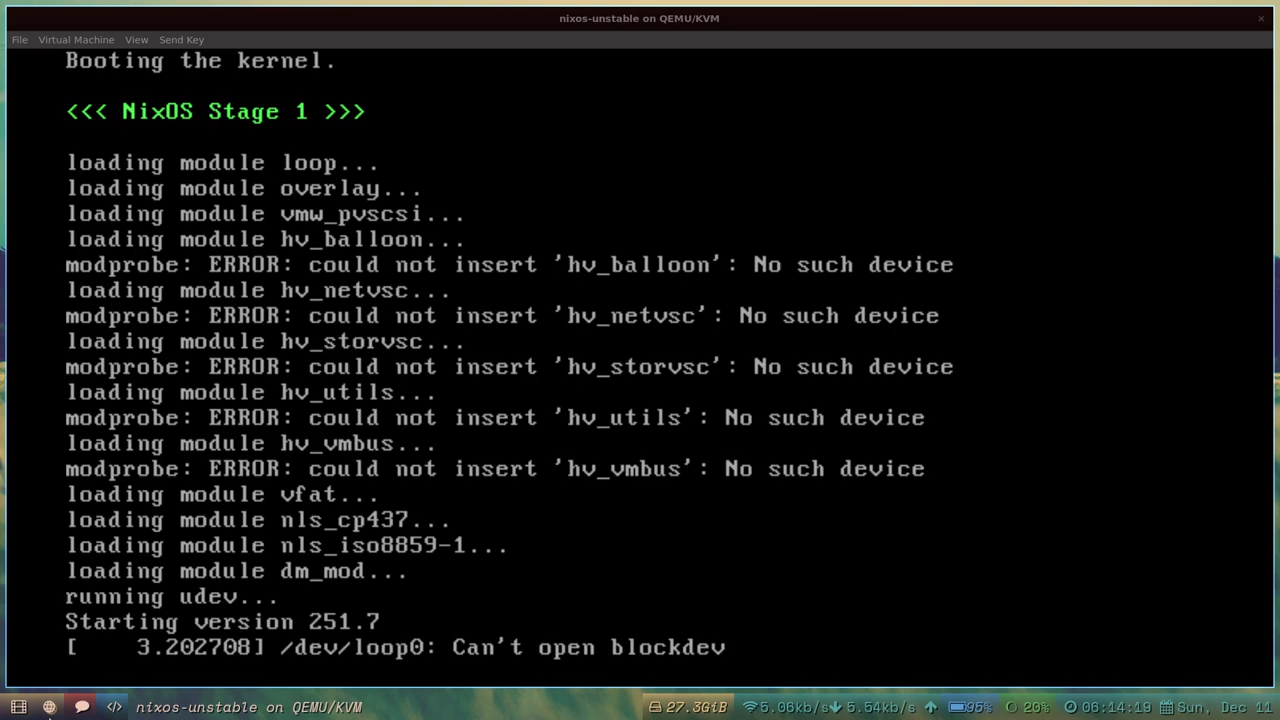 nixos-unstable on QEMU/KVM ×
File Virtual Machine View Send Key
Booting the kernel.
<<< NixOS Stage 1 >>>
loading module loop...
loading module overlay...
loading module vmw_pvscsi...
loading module hv_balloon...
modprobe: ERROR: could not insert 'hv_balloon': No such device
loading module hv_netvsc...
modprobe: ERROR: could not insert 'hv_netvsc': No such device
loading module hv_storvsc...
modprobe: ERROR: could not insert 'hv_storvsc': No such device
loading module hv_utils...
modprobe: ERROR: could not insert 'hv_utils': No such device
loading module hv_vmbus...
modprobe: ERROR: could not insert 'hv_vmbus': No such device
loading module vfat...
loading module nls_cp437...
loading module nls_iso8859-1...
loading module dm_mod...
running udev...
Starting version 251.7
[    3.202708] /dev/loop0: Can't open blockdev
nixos-unstable on QEMU/KVM 27.3GiB 5.06kb/s 5.54kb/s 95% 20% 06:14:19 Sun, Dec 11